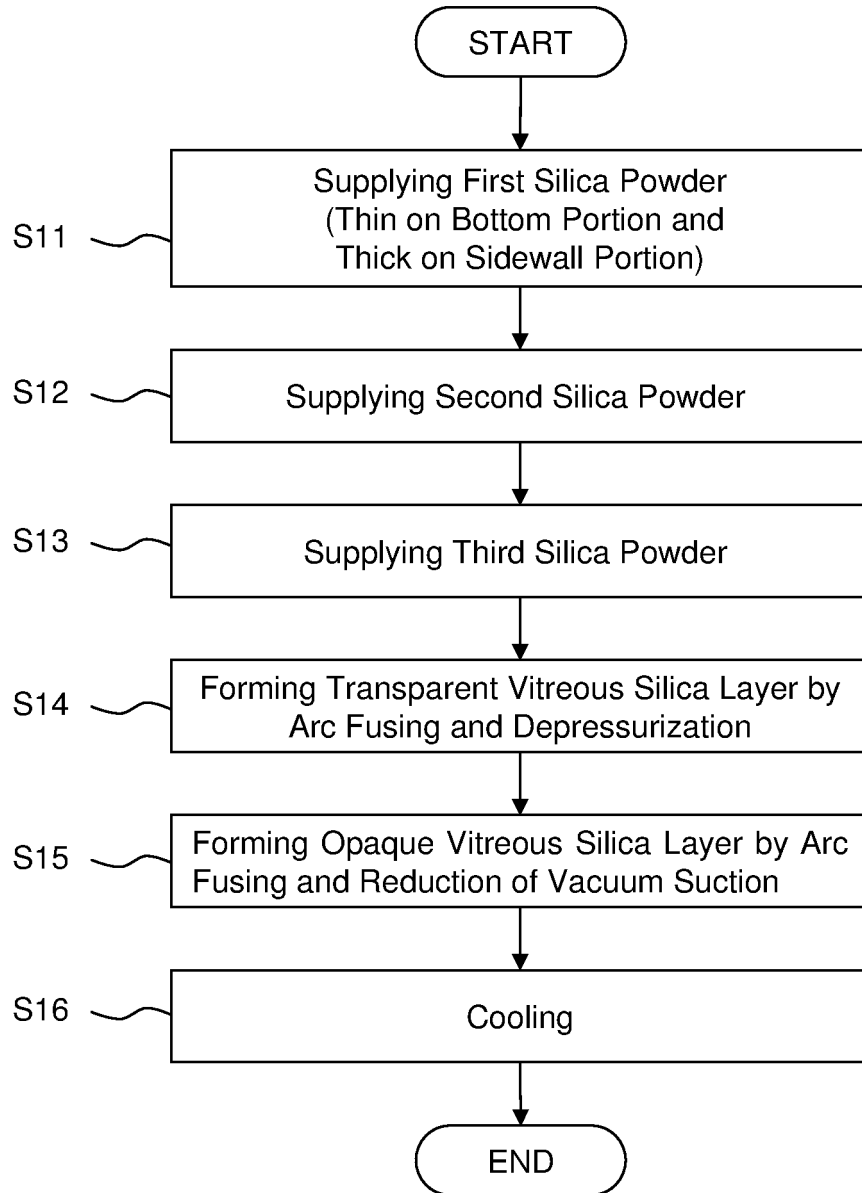 START
Supplying First Silica Powder
(Thin on Bottom Portion and
Thick on Sidewall Portion)
S11
S12
Supplying Second Silica Powder
S13
Supplying Third Silica Powder
S14
Forming Transparent Vitreous Silica Layer by
Arc Fusing and Depressurization
S15
Forming Opaque Vitreous Silica Layer by Arc
Fusing and Reduction of Vacuum Suction
S16
Cooling
END